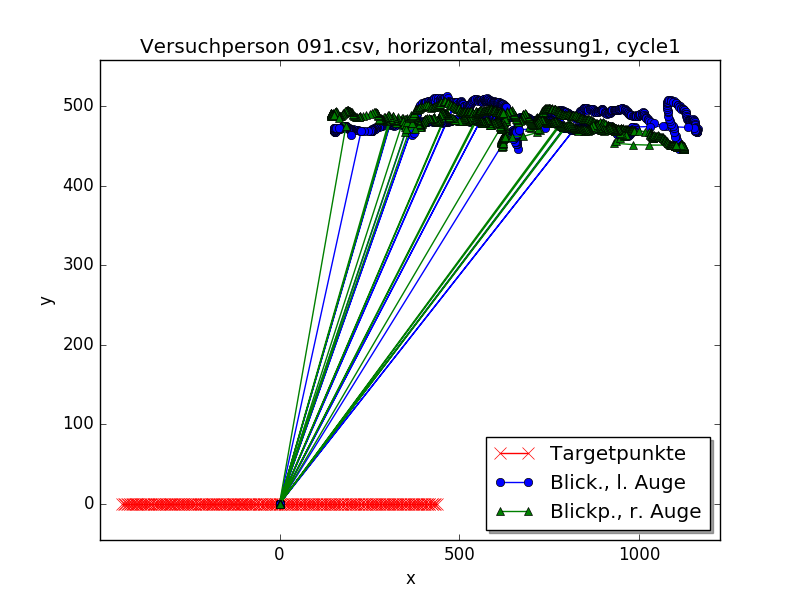 Versuchperson 091.csv, horizontal, messung1, cycle1
500
400
300
200
100
0
y
0 500 1000
x
Targetpunkte
Blick., l. Auge
Blickp., r. Auge